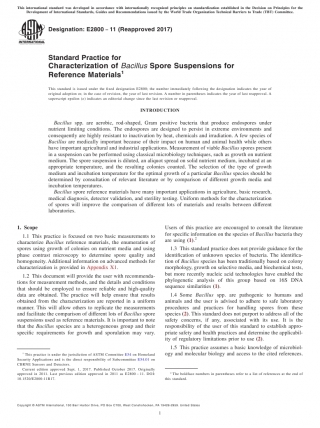 This international standard was developed in accordance with internationally recognized principles on standardization established in the Decision on Principles for the
Development of International Standards, Guides and Recommendations issued by the World Trade Organization Technical Barriers to Trade (TBT) Committee.
Designation: E2800 − 11 (Reapproved 2017)
INTERNATIONAL
Standard Practice for
Characterization of Bacillus Spore Suspensions for
Reference Materials1
This standard is issued under the fixed designation E2800; the number immediately following the designation indicates the year of
original adoption or, in the case of revision, the year of last revision. A number in parentheses indicates the year of last reapproval. A
superscript epsilon (ε) indicates an editorial change since the last revision or reapproval.
INTRODUCTION
Bacillus spp. are aerobic, rod-shaped, Gram positive bacteria that produce endospores under
nutrient limiting conditions. The endospores are designed to persist in extreme environments and
consequently are highly resistant to inactivation by heat, chemicals and irradiation. A few species of
Bacillus are medically important because of their impact on human and animal health while others
have important agricultural and industrial applications. Measurement of viable Bacillus spores present
in a suspension can be performed using classical microbiology techniques, such as growth on nutrient
medium. The spore suspension is diluted, an aliquot spread on solid nutrient medium, incubated at an
appropriate temperature, and the resulting colonies counted. The selection of the type of growth
medium and incubation temperature for the optimal growth of a particular Bacillus species should be
determined by consultation of relevant literature or by comparison of different growth media and
incubation temperatures.
Bacillus spore reference materials have many important applications in agriculture, basic research,
medical diagnosis, detector validation, and sterility testing. Uniform methods for the characterization
of spores will improve the comparison of different lots of materials and results between different
laboratories.
1. Scope
1.1 This practice is focused on two basic measurements to
characterize Bacillus reference materials, the enumeration of
spores using growth of colonies on nutrient media and using
phase contrast microscopy to determine spore quality and
homogeneity. Additional information on advanced methods for
characterization is provided in Appendix X1.
1.2 This document will provide the user with recommenda-
tions for measurement methods, and the details and conditions
that should be employed to ensure reliable and high-quality
data are obtained. The practice will help ensure that results
obtained from the characterization are reported in a uniform
manner. This will allow others to replicate the measurements
and facilitate the comparison of different lots of Bacillus spore
suspensions used as reference materials. It is important to note
that the Bacillus species are a heterogeneous group and their
specific requirements for growth and sporulation may vary.
Users of this practice are encouraged to consult the literature
for specific information on the species of Bacillus bacteria they
are using (1).2
1.3 This standard practice does not provide guidance for the
identification of unknown species of bacteria. The identifica-
tion of Bacillus species has been traditionally based on colony
morphology, growth on selective media, and biochemical tests,
but more recently nucleic acid technologies have enabled the
phylogenetic analysis of this group based on 16S DNA
sequence similarities (1).
1.4 Some Bacillus spp. are pathogenic to humans and
animals and the user is advised to adhere to safe laboratory
procedures and practices for handling spores from these
species (2). This standard does not purport to address all of the
safety concerns, if any, associated with its use. It is the
responsibility of the user of this standard to establish appro-
priate safety and health practices and determine the applicabil-
ity of regulatory limitations prior to use (2).
1.5 This practice assumes a basic knowledge of microbiol-
ogy and molecular biology and access to the cited references.
1 This practice is under the jurisdiction of ASTM Committee E54 on Homeland
Security Applications and is the direct responsibility of Subcommittee E54.01 on
CBRNE Sensors and Detectors.
Current edition approved Sept. 1, 2017. Published October 2017. Originally
approved in 2011. Last previous edition approved in 2011 as E2800 – 11. DOI:
10.1520/E2800-11R17.
2 The boldface numbers in parentheses refer to a list of references at the end of
this standard.
Copyright © ASTM International, 100 Barr Harbor Drive, PO Box C700, West Conshohocken, PA 19428-2959. United States
1